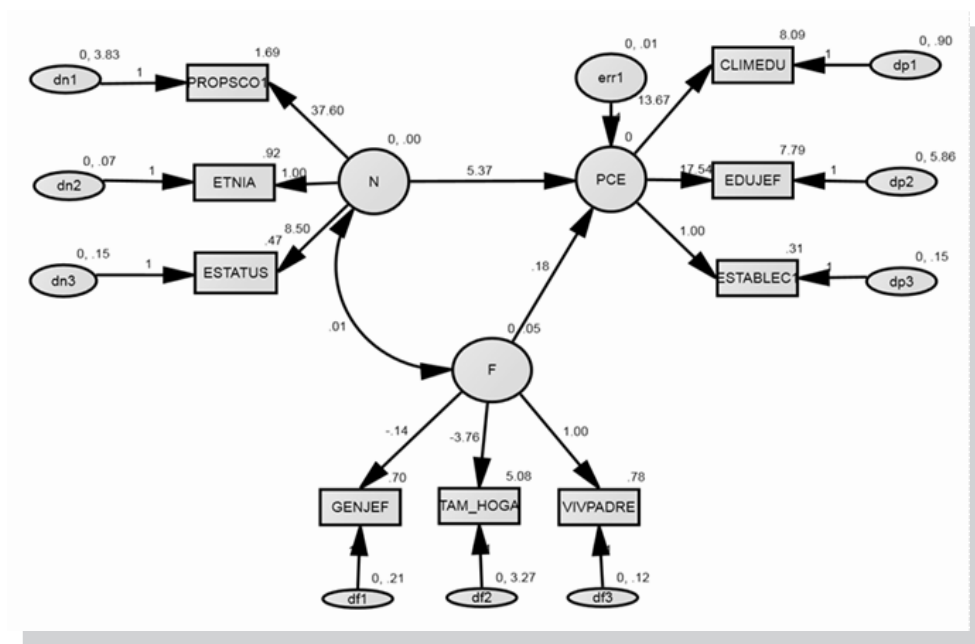 0, 3.83
dn1
1
1.69
PROPSCO1
37.60
0, .07
dn2
1
.92
ETNIA
1.00
0, .15
dn3
1
.47
ESTATUS
8.50
0, .00
N
5.37
.01
0, .01
err1
1
0
PCE
13.67
17.54
1.00
8.09
CLIMEDU
1
0, .90
dp1
7.79
EDUJEF
1
0, 5.86
dp2
.31
ESTABLEC1
1
0, .15
dp3
.18
0, .05
F
-.14
-3.76
1.00
.70
GENJEF
5.08
TAM_HOGA
.78
VIVPADRE
1
1
1
0, .21
df1
0, 3.27
df2
0, .12
df3